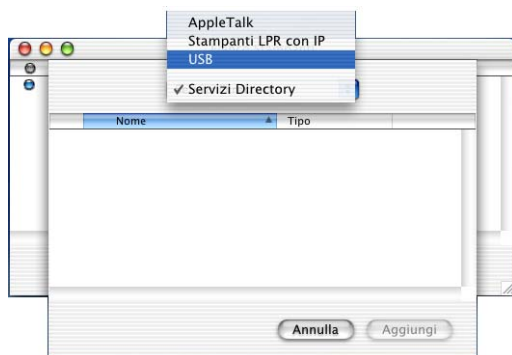 AppleTalk
Stampanti LPR con IP
USB
✓ Servizi Directory
Nome Tipo
Annulla Aggiungi